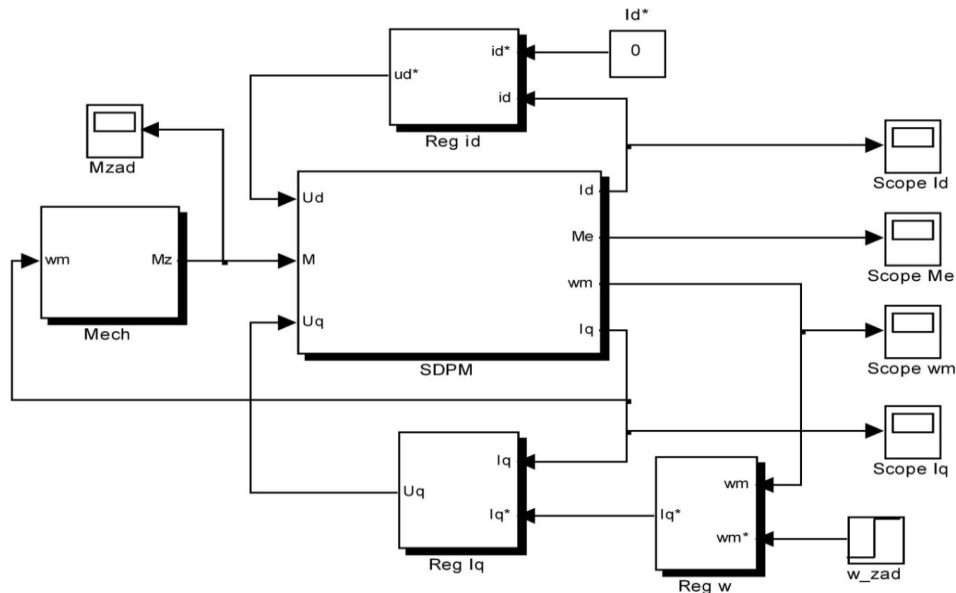 Id*
id*
0
ud*
id
Reg id
Mzad
Scope Id
Ud
Id
Me
Scope Me
wm
Mz
M
wm
Mech
Uq
Iq
SDPM
Scope wm
Iq
Uq
Iq*
Reg Iq
Scope Iq
wm
Iq*
wm*
Reg w
w_zad